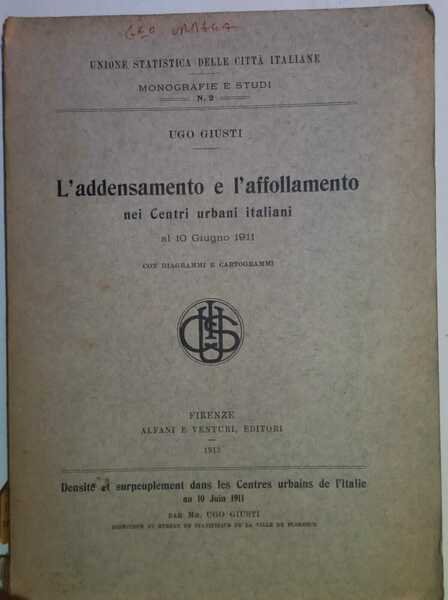 GEO
UNIONE STATISTICA DELLE CITTÀ ITALIANE
MONOGRAFIE E STUDI
N. 2
UGO GIUSTI
L'addensamento e l'affollamento
nei Centri urbani italiani
al 10 Giugno 1911
CON DIAGRAMMI E CARTOGRAMMI
FIRENZE
ALFANI E VENTURI, EDITORI
1913
Densité et surpeuplement dans les Centres urbains de l'Italie
au 10 Juin 1911
PAR MR. UGO GIUSTI
DIRECTEUR DU BUREAU DE STATISTIQUE DE LA VILLE DE FLORENCE